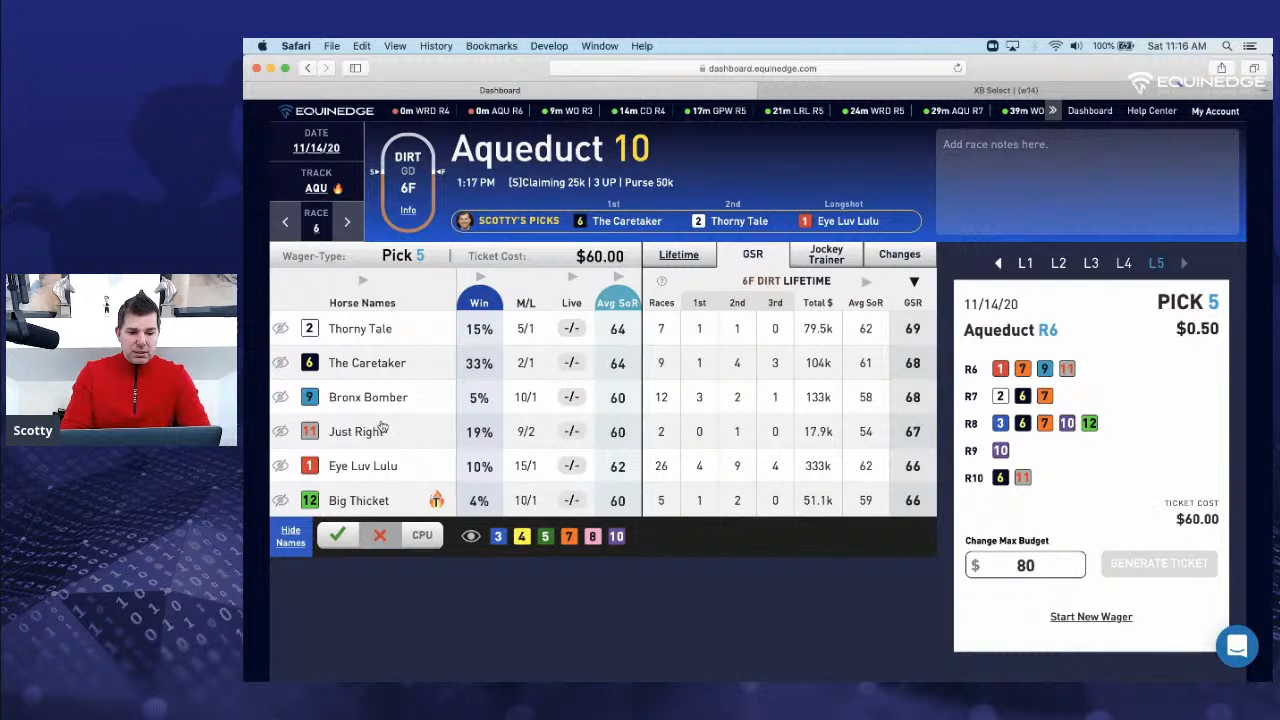 Safari File Edit View History Bookmarks Develop Window Help 100% Sat 11:16 AM
dashboard.equinedge.com
EQUINEDGE
Dashboard XB Select | (w14)
EQUINEDGE 0m WRD R4 0m AQU R6 9m WO R3 14m CD R4 17m GPW R5 21m LRL R5 24m WRD R5 29m AQU R7 39m WO Dashboard Help Center My Account
DATE
11/14/20
TRACK
AQU
RACE
6
DIRT
GD
S F
6F
Info
Aqueduct 10
1:17 PM [S]Claiming 25k | 3 UP | Purse 50k
1st 2nd Longshot
SCOTTY'S PICKS 6 The Caretaker 2 Thorny Tale 1 Eye Luv Lulu
Add race notes here.
Wager-Type: Pick 5 Ticket Cost: $60.00
Lifetime GSR Jockey Trainer Changes
6F DIRT LIFETIME
Horse Names Win M/L Live Avg SoR Races 1st 2nd 3rd Total $ Avg SoR GSR
2 Thorny Tale 15% 5/1 -/- 64 7 1 1 0 79.5k 62 69
6 The Caretaker 33% 2/1 -/- 64 9 1 4 3 104k 61 68
9 Bronx Bomber 5% 10/1 -/- 60 12 3 2 1 133k 58 68
11 Just Right 19% 9/2 -/- 60 2 0 1 0 17.9k 54 67
1 Eye Luv Lulu 10% 15/1 -/- 62 26 4 9 4 333k 62 66
12 Big Thicket T 4% 10/1 -/- 60 5 1 2 0 51.1k 59 66
Hide Names CPU 3 4 5 7 8 10
L1 L2 L3 L4 L5
11/14/20 PICK 5
Aqueduct R6 $0.50
R6 1 7 9 11
R7 2 6 7
R8 3 6 7 10 12
R9 10
R10 6 11
TICKET COST
$60.00
Change Max Budget
$ 80 GENERATE TICKET
Start New Wager
Scotty